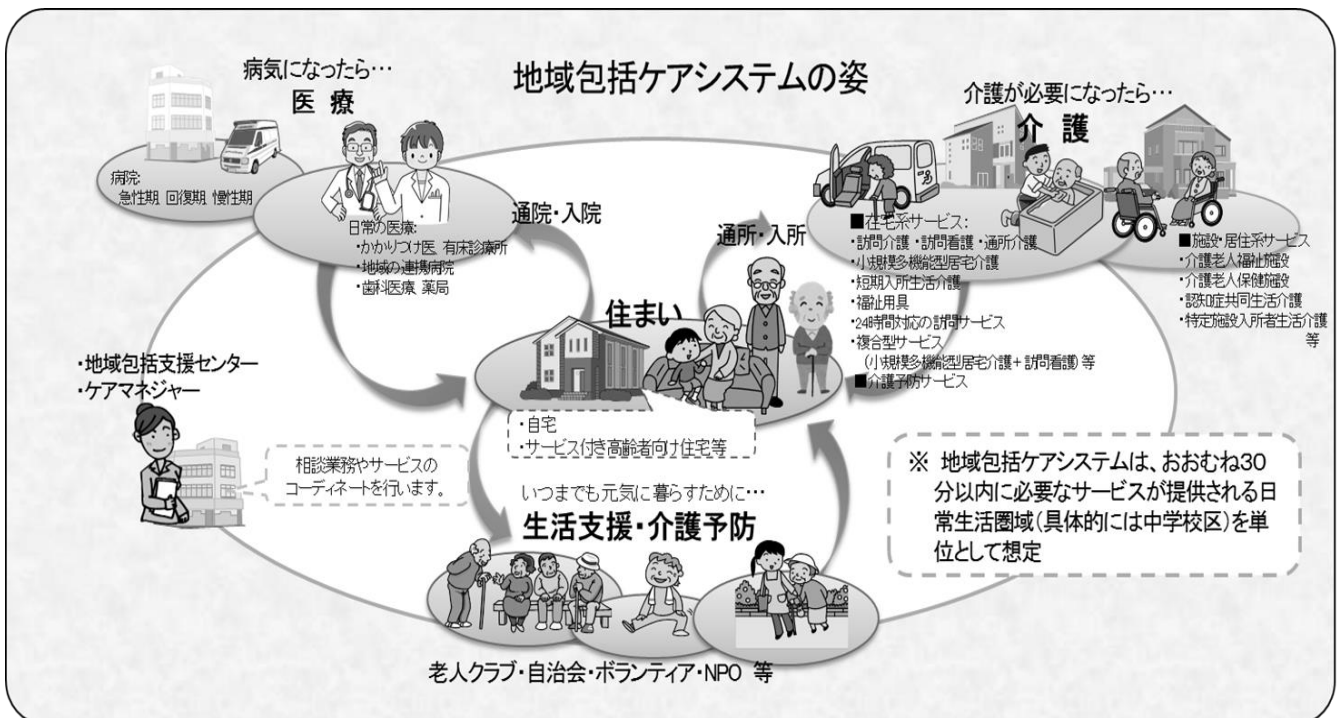 地域包括ケアシステムの姿
病気になったら…
医 療
病院:
急性期 回復期 慢性期
日常の医療:
・かかりつけ医 有床診療所
・地域の連携病院
・歯科医療 薬局
通院・入院
通所・入所
介護が必要になったら…
介 護
■在宅系サービス:
・訪問介護・訪問看護・通所介護
・小規模多機能型居宅介護
・短期入所生活介護
・福祉用具
・24時間対応の訪問サービス
・複合型サービス
(小規模多機能型居宅介護+訪問看護)等
■介護予防サービス
■施設・居住系サービス
・介護老人福祉施設
・介護老人保健施設
・認知症共同生活介護
・特定施設入所者生活介護
等
住まい
・自宅
・サービス付き高齢者向け住宅等
・地域包括支援センター
・ケアマネジャー
相談業務やサービスの
コーディネートを行います。
いつまでも元気に暮らすために…
生活支援・介護予防
老人クラブ・自治会・ボランティア・NPO 等
※ 地域包括ケアシステムは、おおむね30
分以内に必要なサービスが提供される日
常生活圏域(具体的には中学校区)を単
位として想定